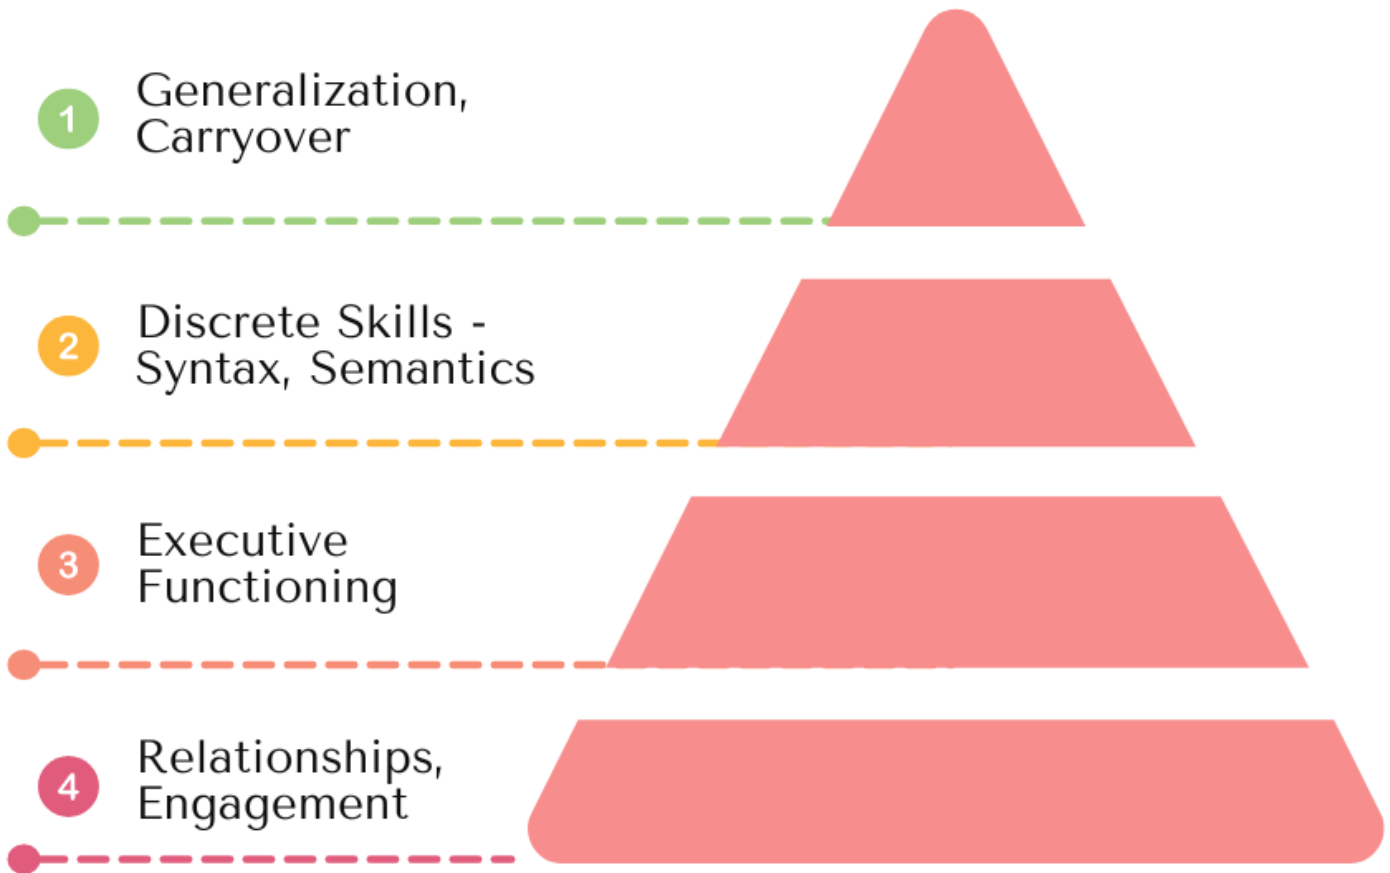 1
Generalization,
Carryover
2
Discrete Skills -
Syntax, Semantics
3
Executive
Functioning
4
Relationships,
Engagement